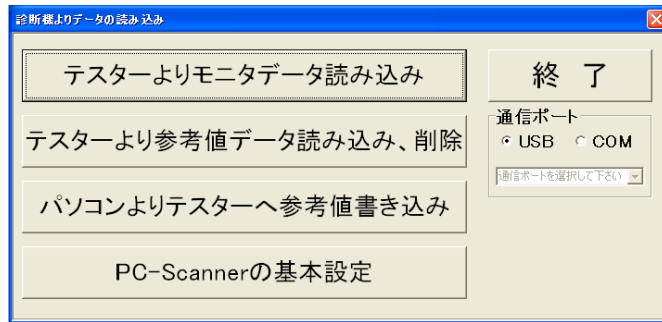 診断機よりデータの読み込み
テスターよりモニタデータ読み込み
終 了
テスターより参考値データ読み込み、削除
通信ポート
USB
COM
通信ポートを選択して下さい
パソコンよりテスターへ参考値書き込み
PC-Scannerの基本設定